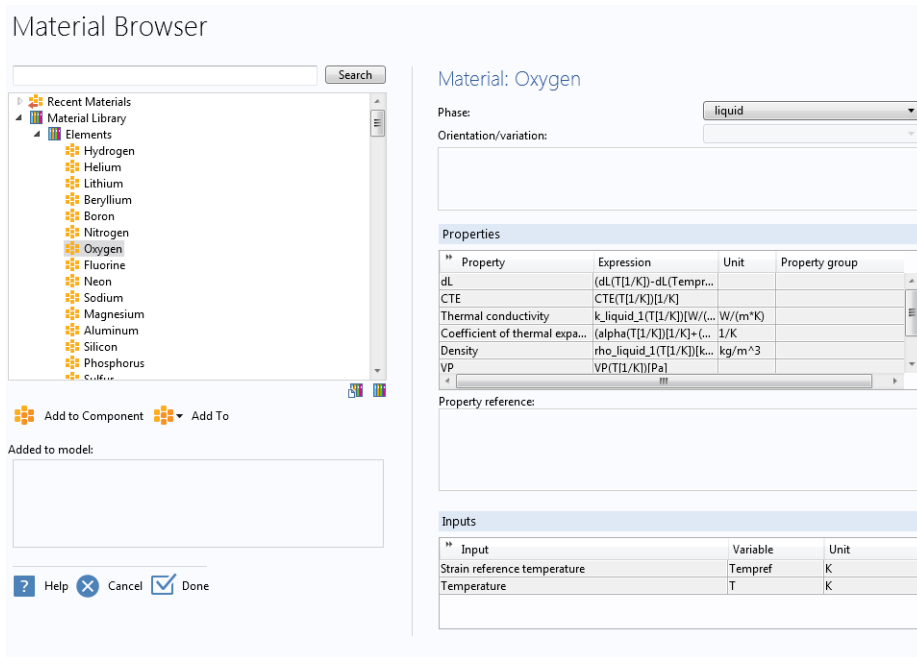 Material Browser
Search
Recent Materials
Material Library
Elements
Hydrogen
Helium
Lithium
Beryllium
Boron
Nitrogen
Oxygen
Fluorine
Neon
Sodium
Magnesium
Aluminum
Silicon
Phosphorus
Sulfur
Add to Component Add To
Added to model:
? Help Cancel Done
Material: Oxygen
Phase: liquid
Orientation/variation:
Properties
Property Expression Unit Property group
dL (dL(T[1/K])-dL(Tempr...
CTE CTE(T[1/K])[1/K]
Thermal conductivity k_liquid_1(T[1/K])[W/(... W/(m*K)
Coefficient of thermal expa... (alpha(T[1/K])[1/K]+(... 1/K
Density rho_liquid_1(T[1/K])[k... kg/m^3
VP VP(T[1/K])[Pa]
Property reference:
Inputs
Input Variable Unit
Strain reference temperature Tempref K
Temperature T K